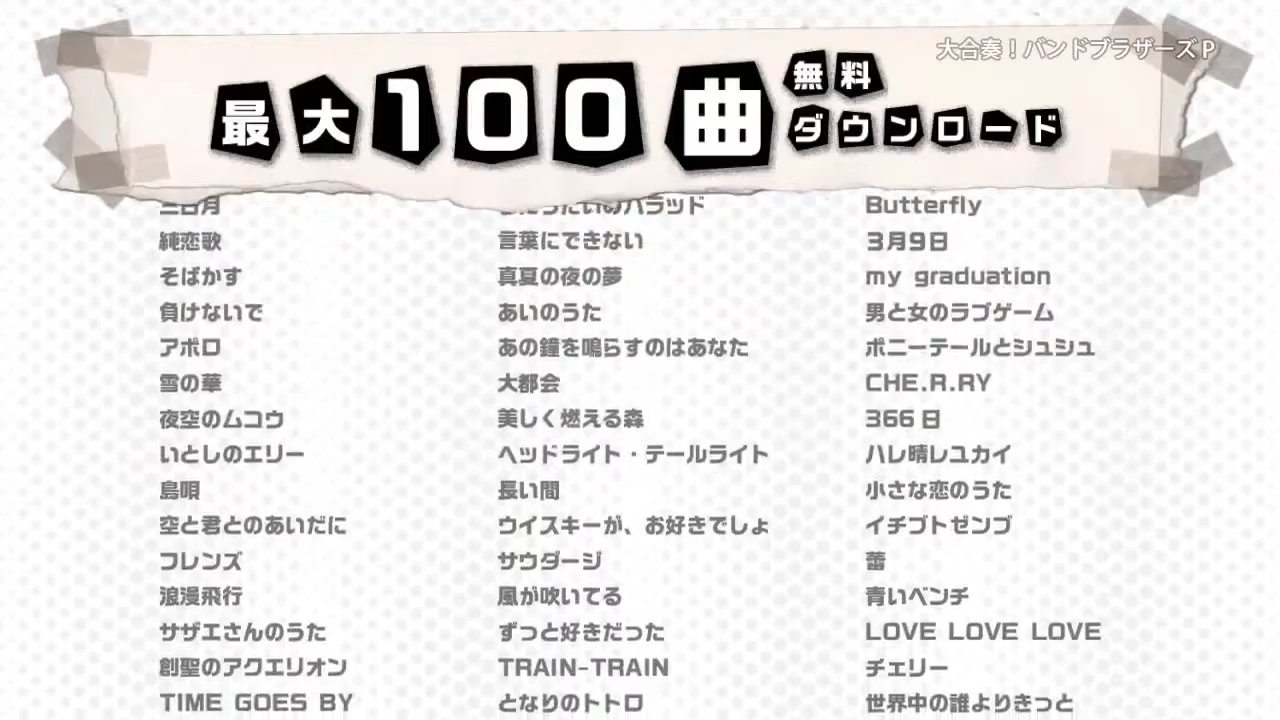 大合奏！バンドブラザーズP
最大100曲
無料
ダウンロード
三日月
純恋歌
そばかす
負けないで
アポロ
雪の華
夜空のムコウ
いとしのエリー
島唄
空と君とのあいだに
フレンズ
浪漫飛行
サザエさんのうた
創聖のアクエリオン
TIME GOES BY
言葉にできない
真夏の夜の夢
あいのうた
あの鐘を鳴らすのはあなた
大都会
美しく燃える森
ヘッドライト・テールライト
長い間
ウイスキーが、お好きでしょ
サウダージ
風が吹いてる
ずっと好きだった
TRAIN-TRAIN
となりのトトロ
Butterfly
3月9日
my graduation
男と女のラブゲーム
ポニーテールとシュシュ
CHE.R.RY
366日
ハレ晴レユカイ
小さな恋のうた
イチブトゼンブ
蕾
青いベンチ
LOVE LOVE LOVE
チェリー
世界中の誰よりきっと